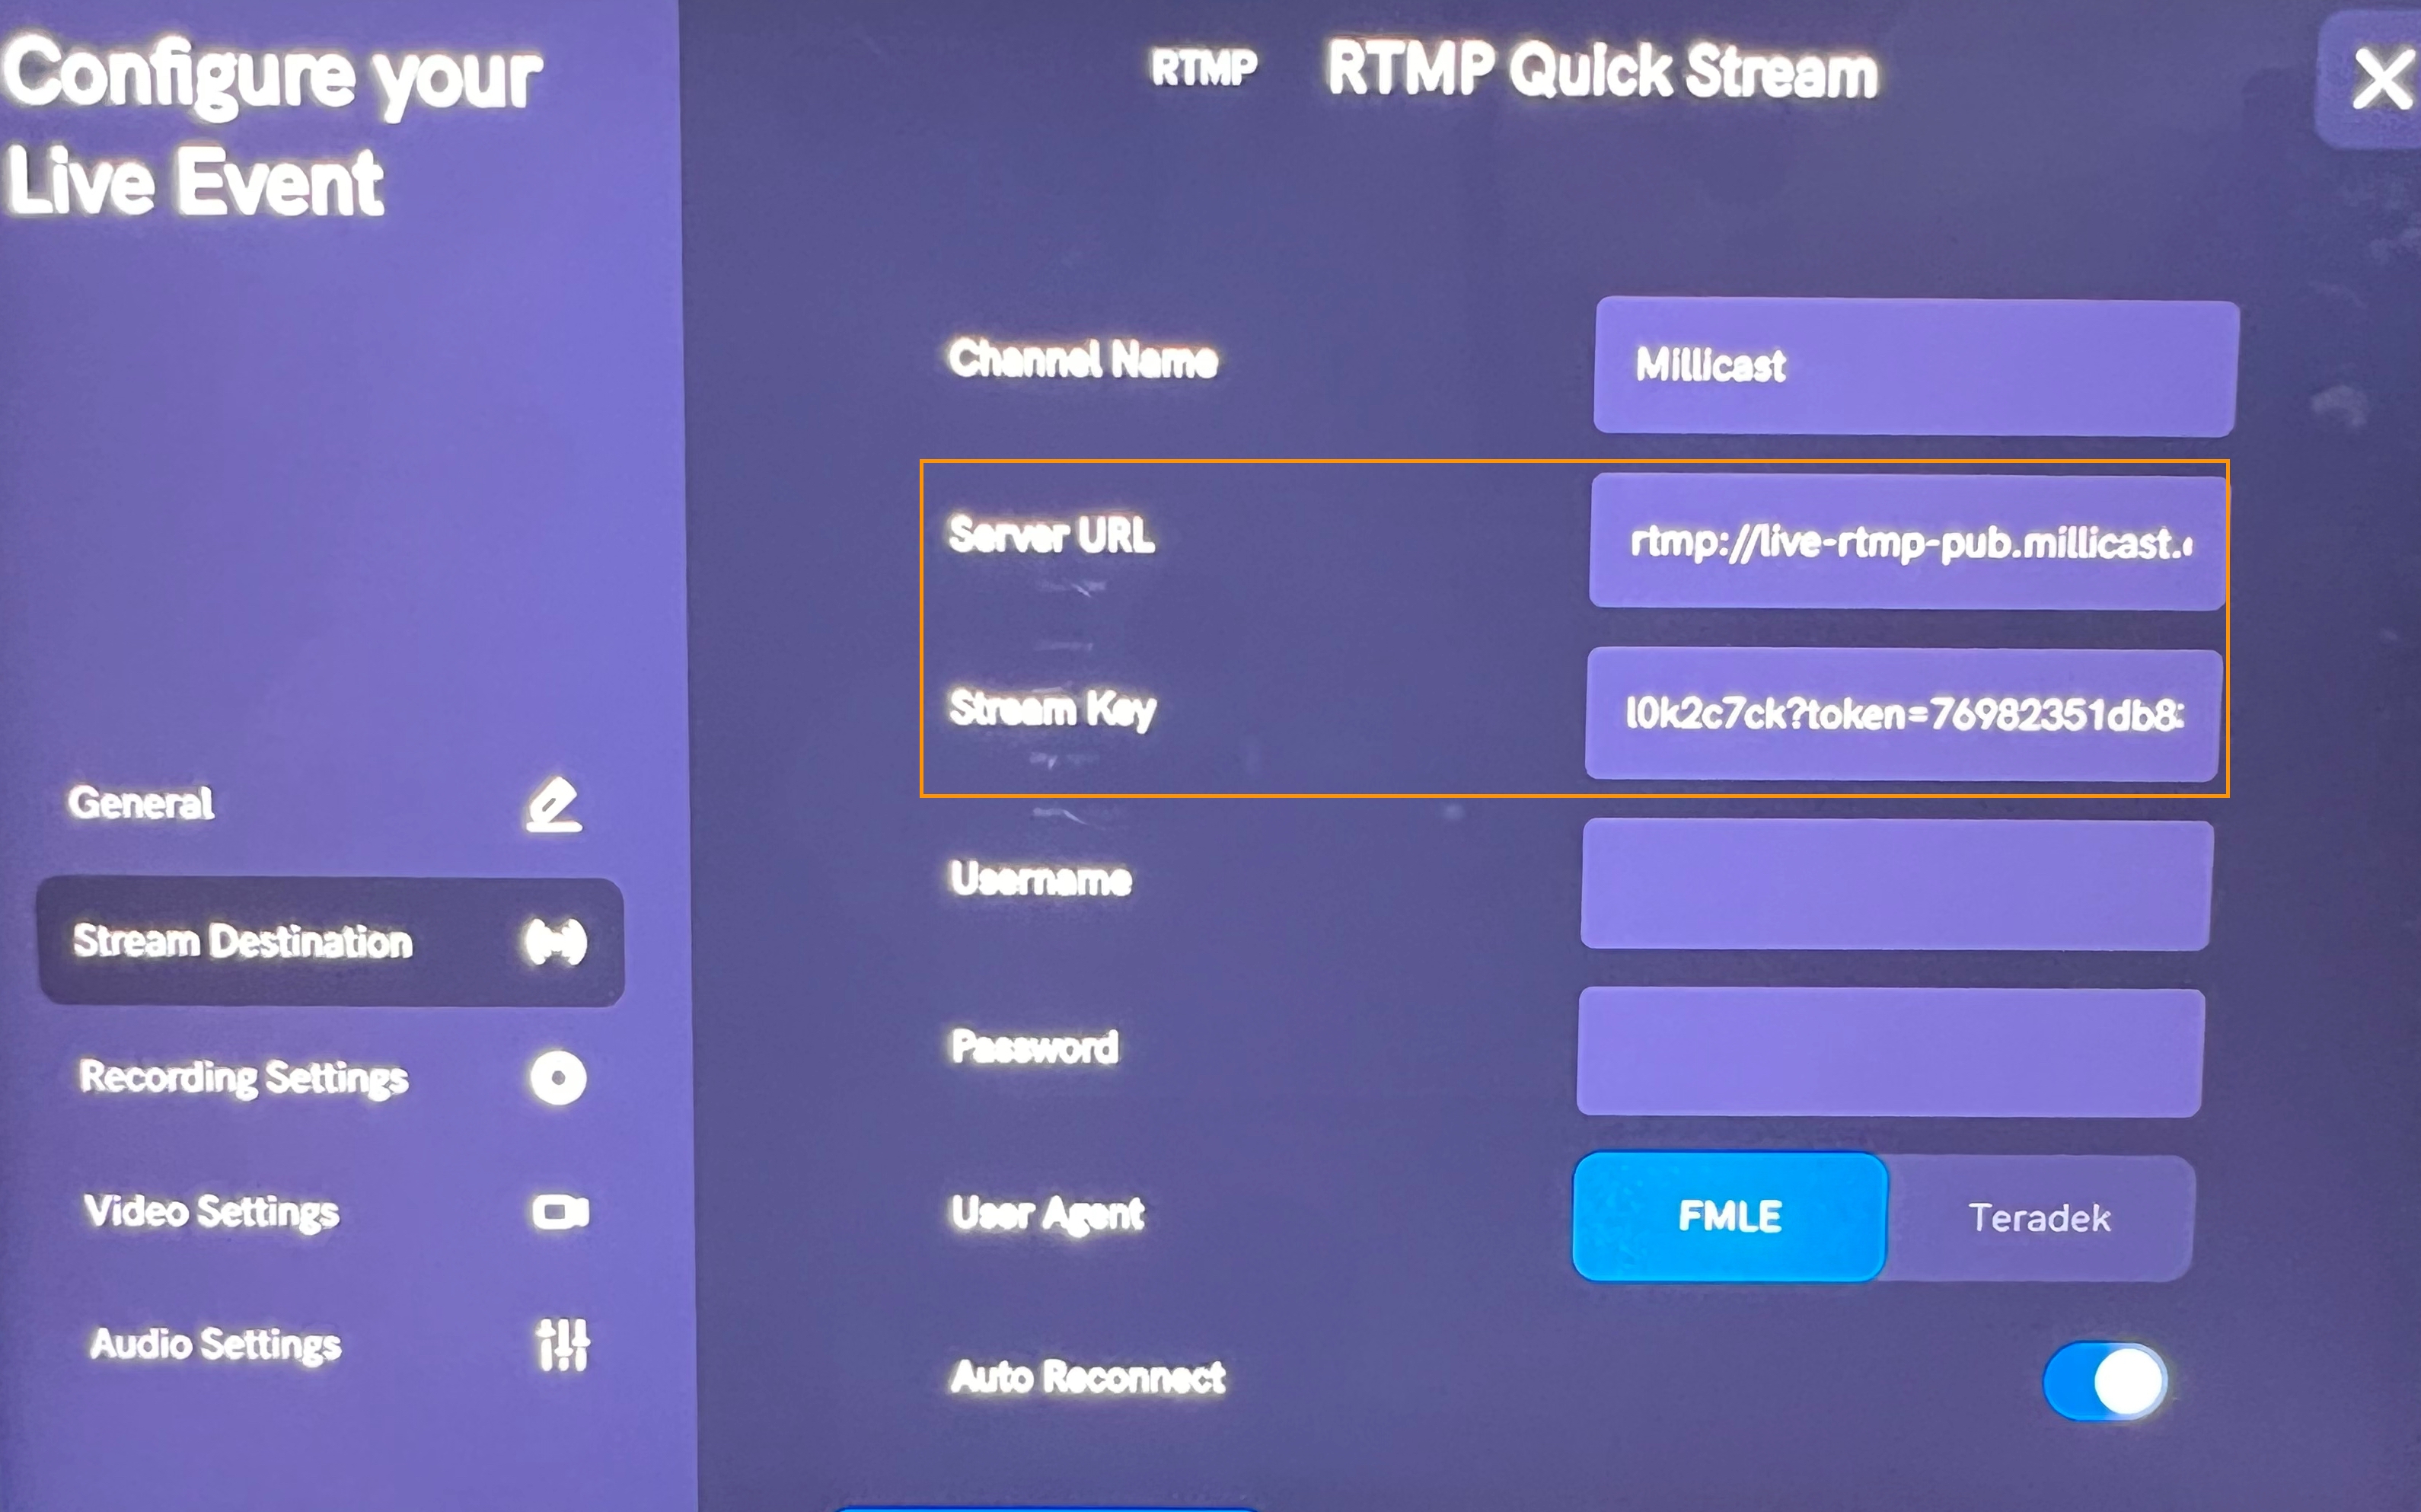 Configure your
Live Event
General
Stream Destination
Recording Settings
Video Settings
Audio Settings
RTMP RTMP Quick Stream
Channel Name Millicast
Server URL rtmp://live-rtmp-pub.millicast.
Stream Key l0k2c7ck?token=76982351db8
Username
Password
User Agent FMLE Teradek
Auto Reconnect